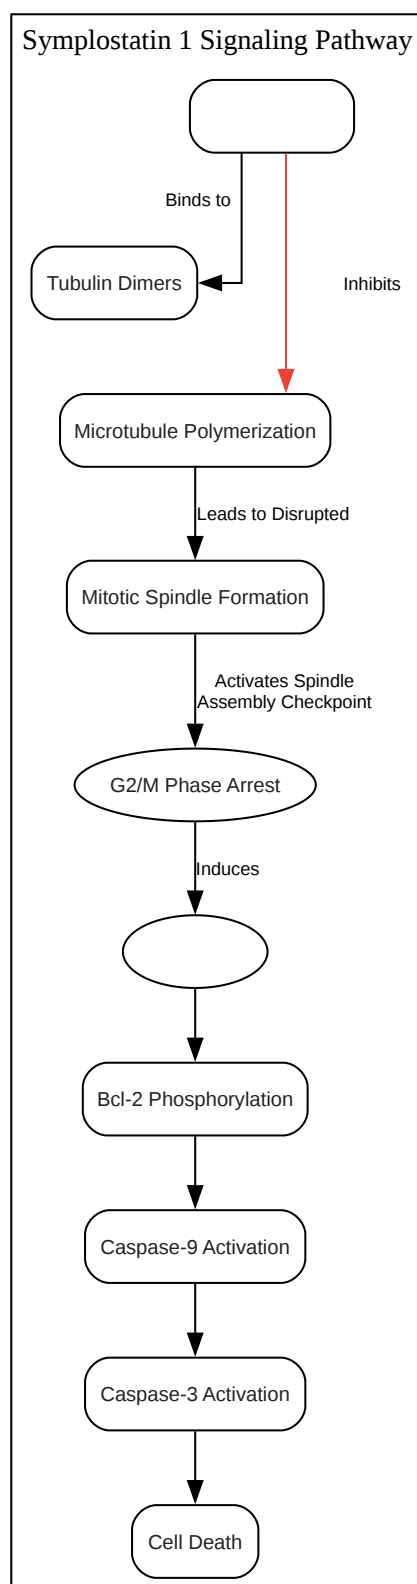 Symplostatin 1 Signaling Pathway
Binds to
Tubulin Dimers
Inhibits
Microtubule Polymerization
Leads to Disrupted
Mitotic Spindle Formation
Activates Spindle
Assembly Checkpoint
G2/M Phase Arrest
Induces
Bcl-2 Phosphorylation
Caspase-9 Activation
Caspase-3 Activation
Cell Death